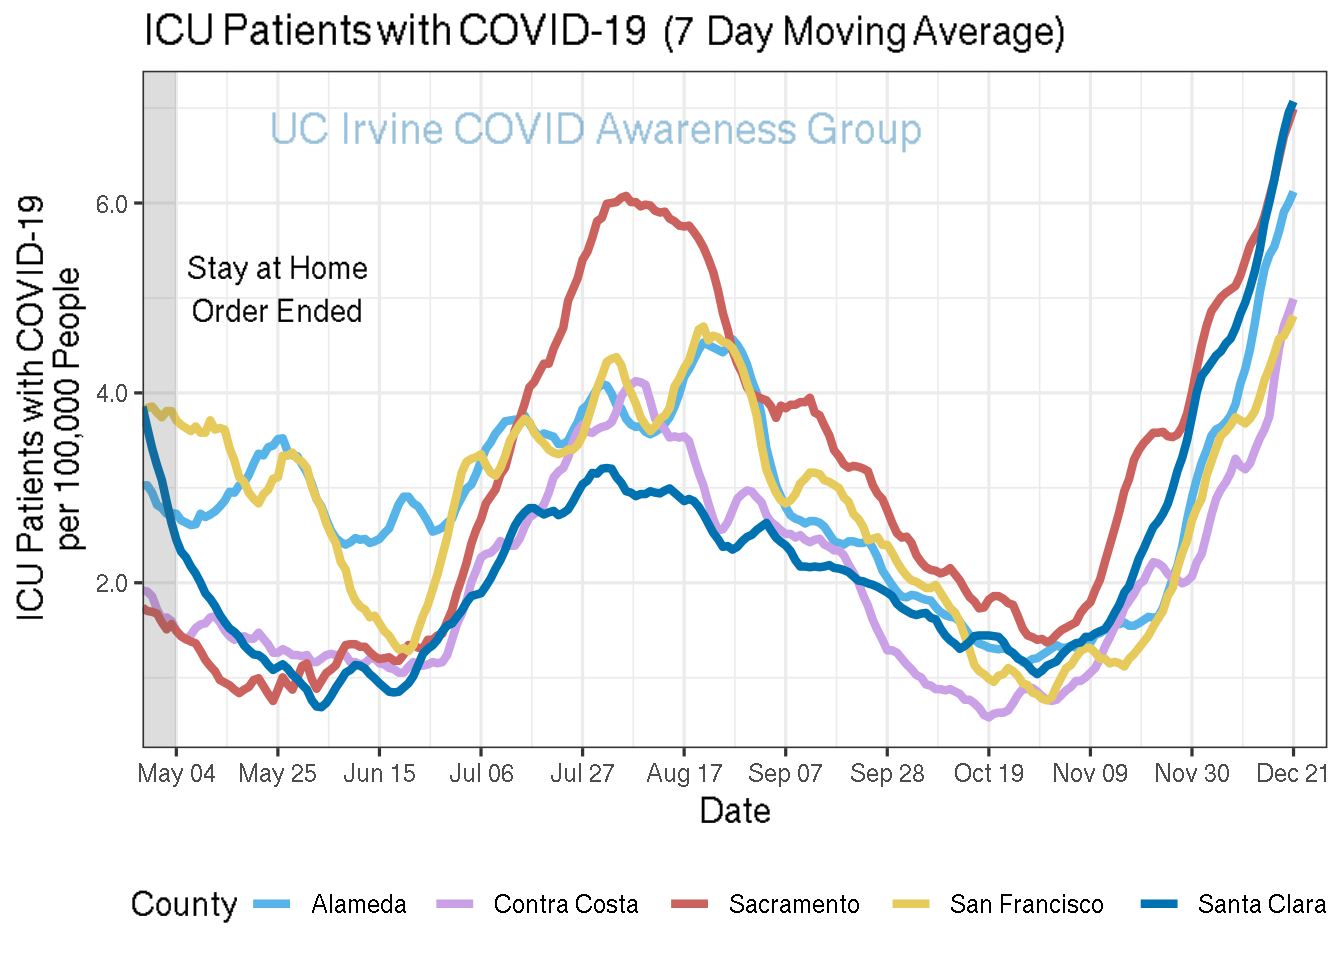 ICU Patients with COVID-19 (7 Day Moving Average)
UC Irvine COVID Awareness Group
ICU Patients with COVID-19
per 100,000 People
6.0
4.0
2.0
Stay at Home
Order Ended
May 04 May 25 Jun 15 Jul 06 Jul 27 Aug 17 Sep 07 Sep 28 Oct 19 Nov 09 Nov 30 Dec 21
Date
County Alameda Contra Costa Sacramento San Francisco Santa Clara